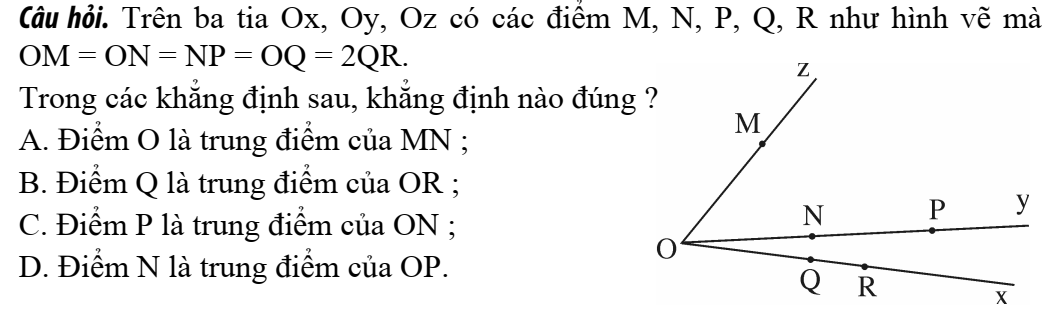 Câu hỏi. Trên ba tia Ox, Oy, Oz có các điểm M, N, P, Q, R như hình vẽ mà
OM = ON = NP = OQ = 2QR.
Trong các khẳng định sau, khẳng định nào đúng ?
A. Điểm O là trung điểm của MN ;
B. Điểm Q là trung điểm của OR ;
C. Điểm P là trung điểm của ON ;
D. Điểm N là trung điểm của OP.
z
M
N
P
y
O
Q
R
x